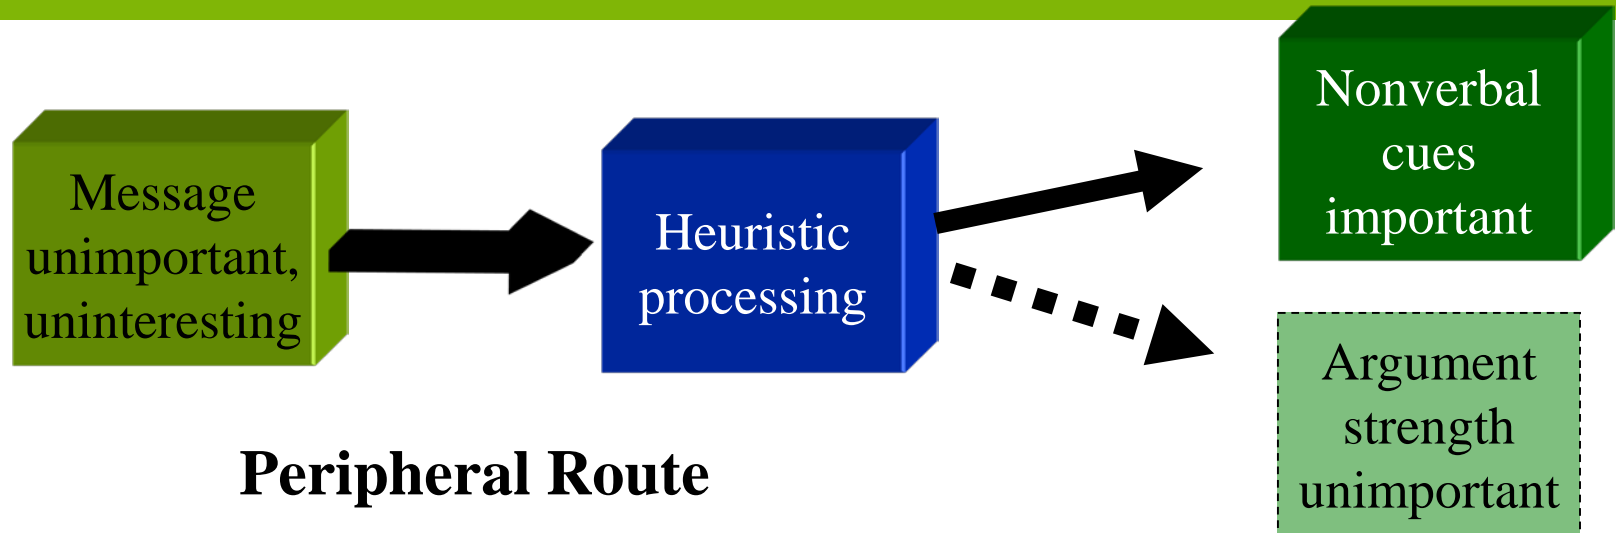 Message
unimportant,
uninteresting
Heuristic
processing
Nonverbal
cues
important
Argument
strength
unimportant
Peripheral Route